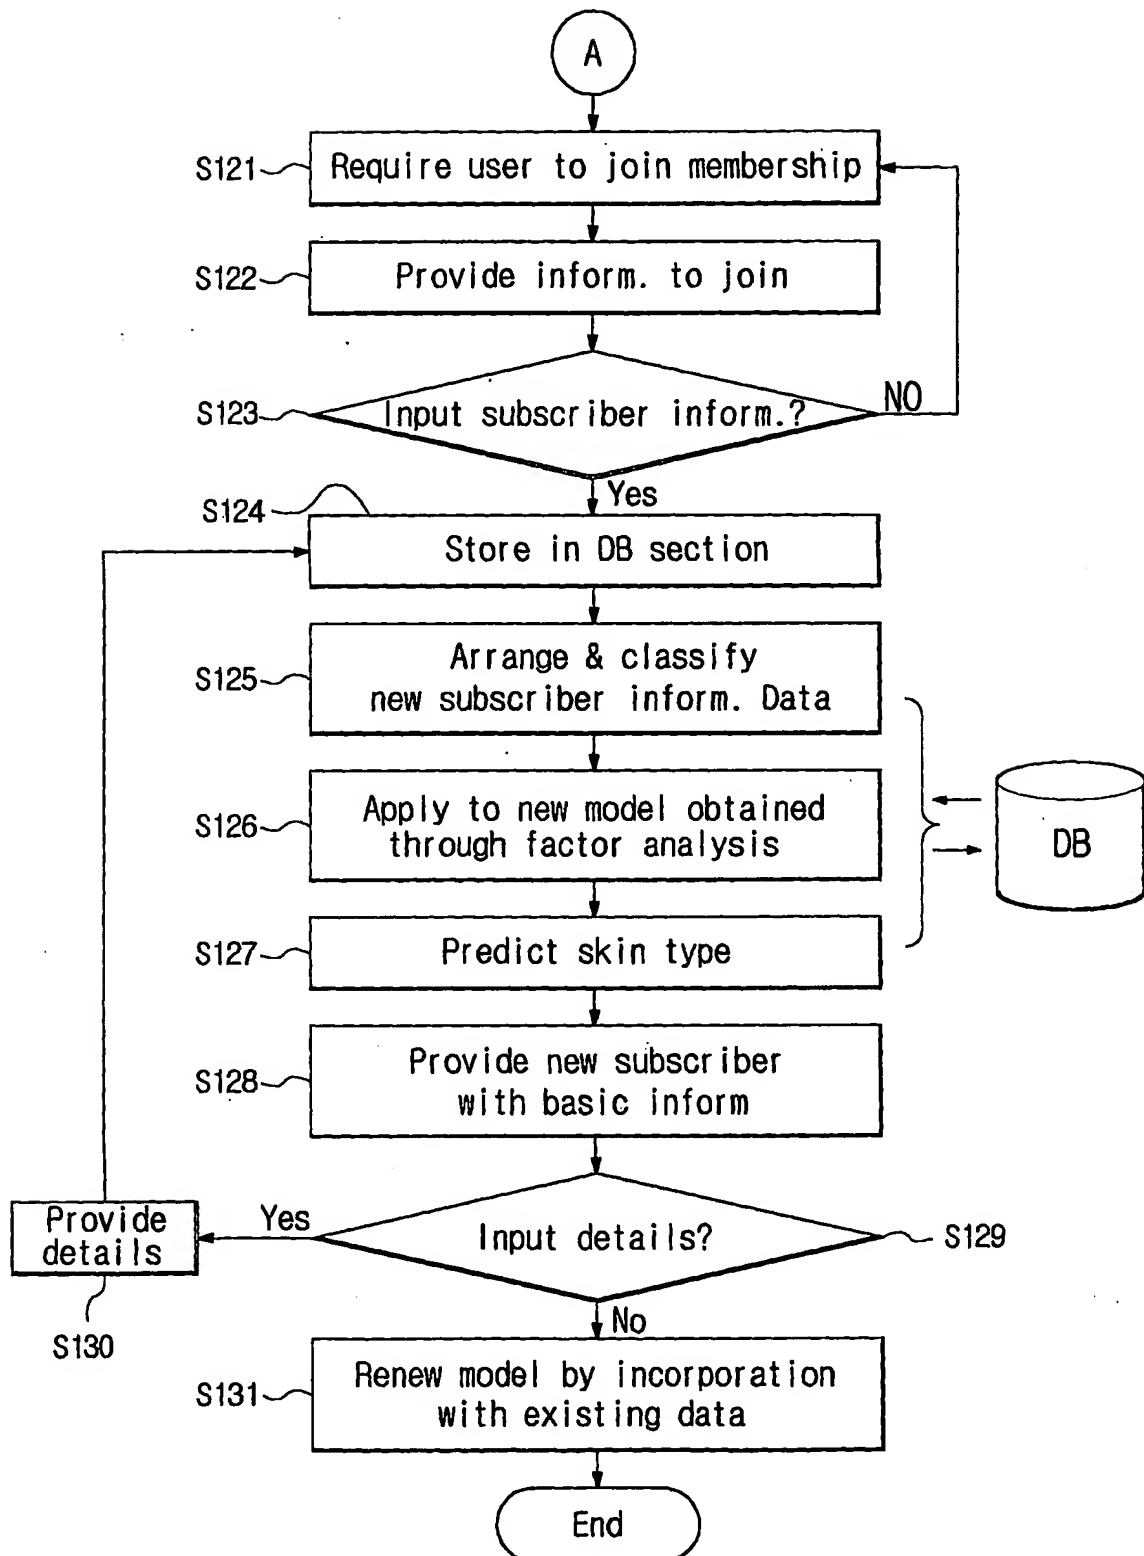 A
S121
Require user to join membership
S122
Provide inform. to join
S123
Input subscriber inform.?
NO
Yes
S124
Store in DB section
S125
Arrange & classify
new subscriber inform. Data
S126
Apply to new model obtained
through factor analysis
DB
S127
Predict skin type
S128
Provide new subscriber
with basic inform
Provide
details
Yes
Input details?
S129
S130
No
S131
Renew model by incorporation
with existing data
End